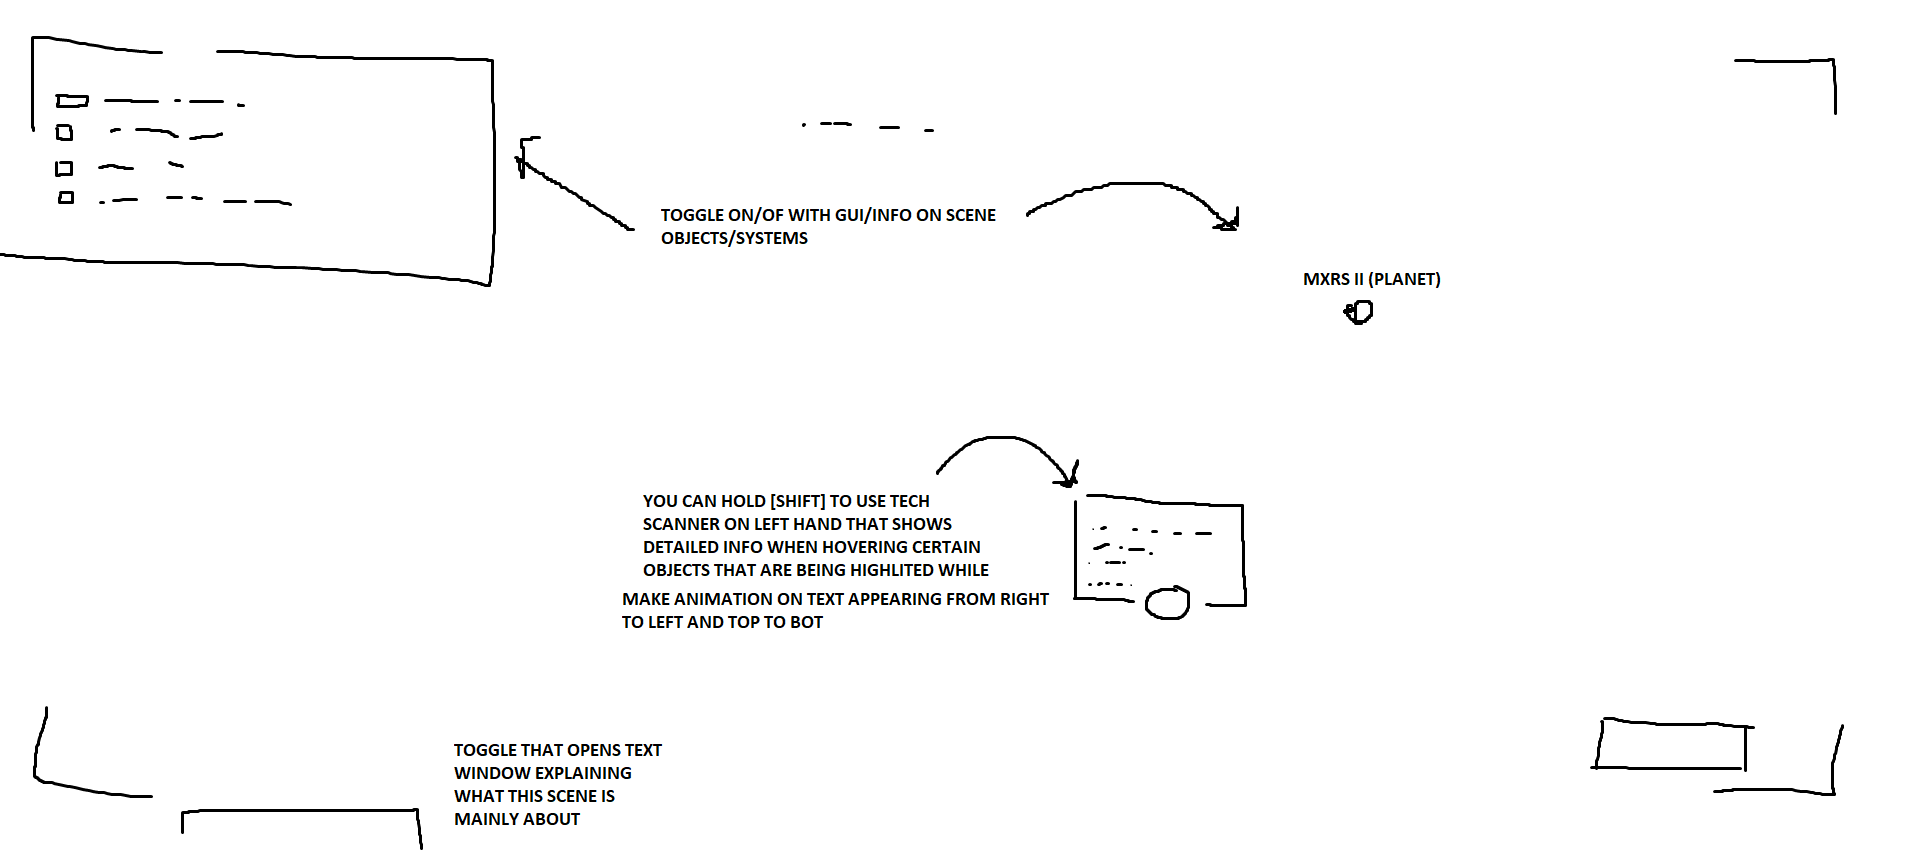 TOGGLE ON/OF WITH GUI/INFO ON SCENE
OBJECTS/SYSTEMS
MXRS II (PLANET)
YOU CAN HOLD [SHIFT] TO USE TECH
SCANNER ON LEFT HAND THAT SHOWS
DETAILED INFO WHEN HOVERING CERTAIN
OBJECTS THAT ARE BEING HIGHLITED WHILE
MAKE ANIMATION ON TEXT APPEARING FROM RIGHT
TO LEFT AND TOP TO BOT
TOGGLE THAT OPENS TEXT
WINDOW EXPLAINING
WHAT THIS SCENE IS
MAINLY ABOUT